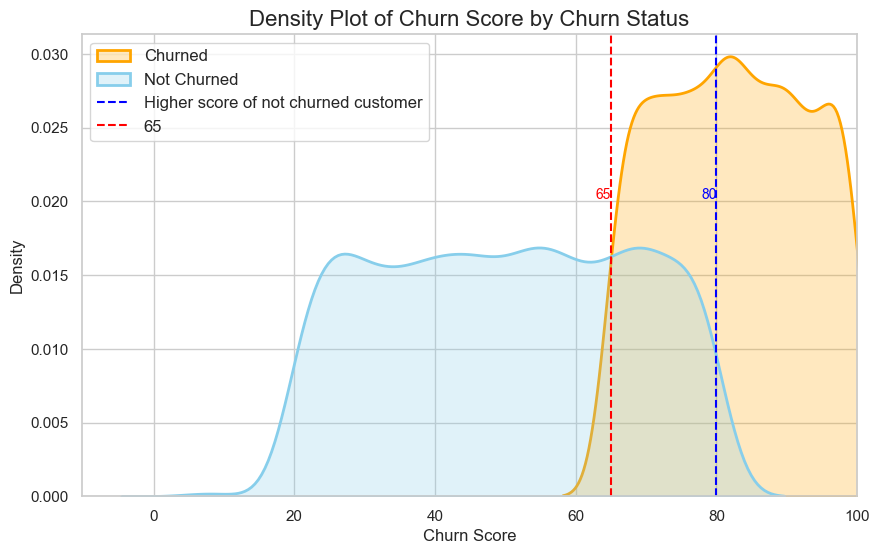 Density Plot of Churn Score by Churn Status
Churned
Not Churned
Higher score of not churned customer
65
0.030
0.025
0.020
0.015
0.010
0.005
0.000
Density
65
80
0
20
40
60
80
100
Churn Score